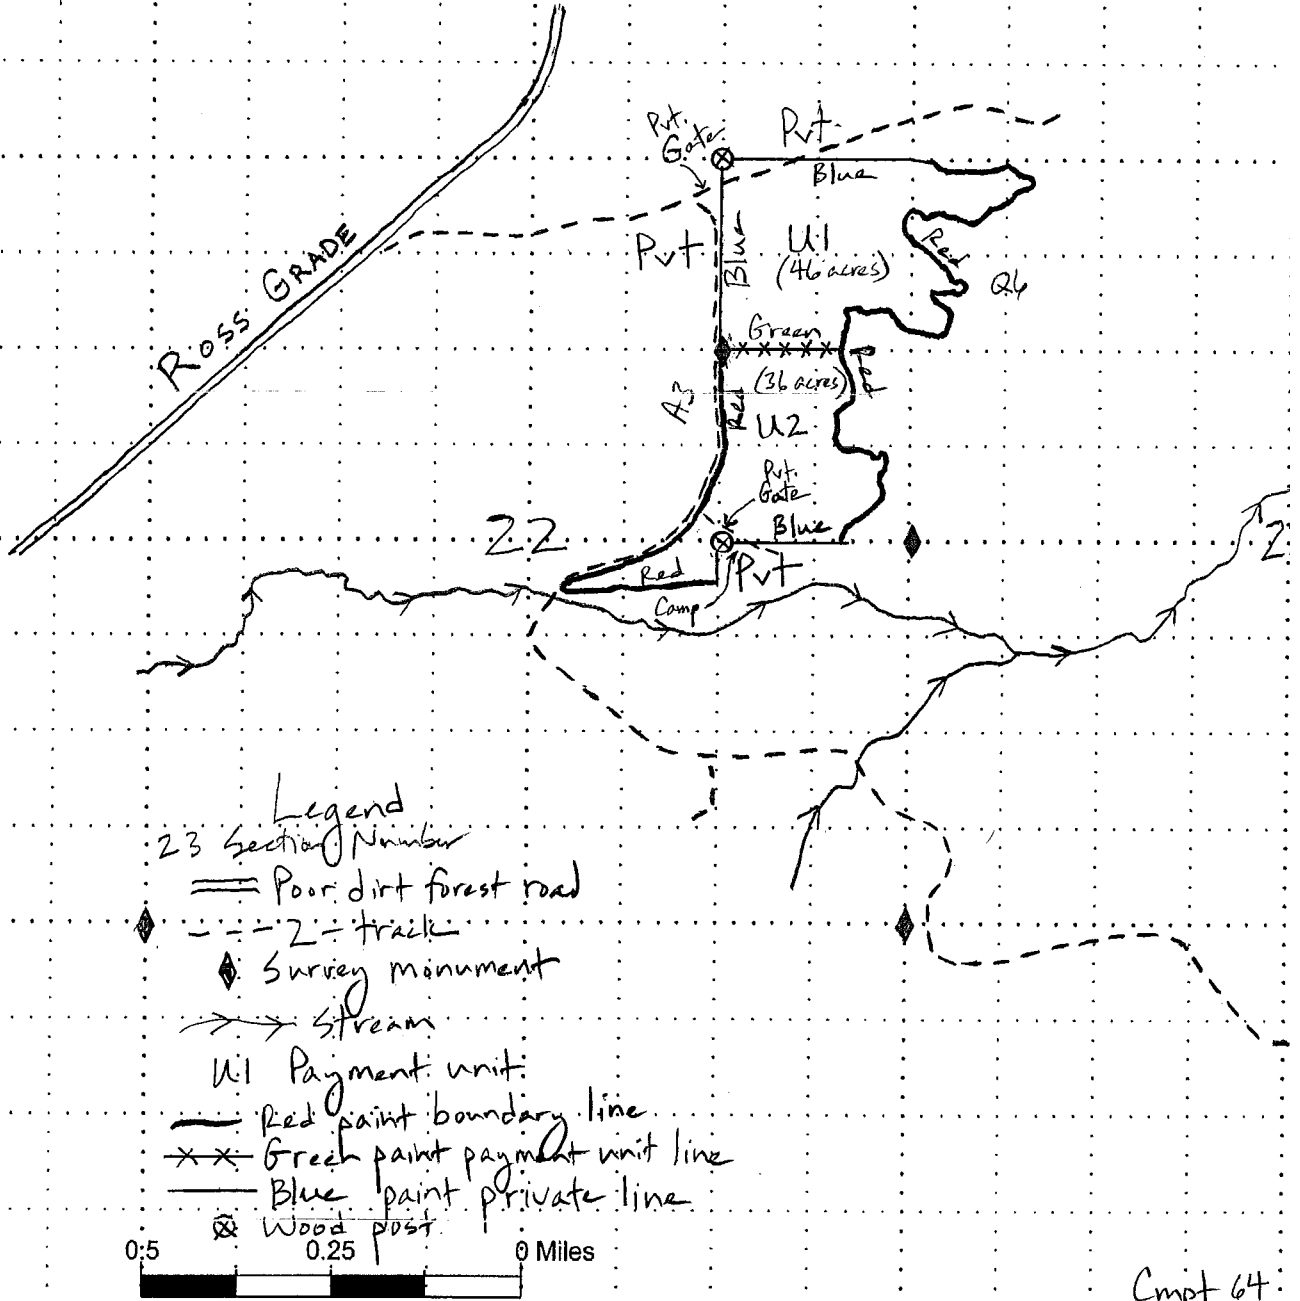 Pvt.
Gate
Pvt.
Blue
ROSS GRADE
Pvt
Blue
U1
(46 acres)
Red
Q6
Green
(36 acres)
Red
A3
Red
U2
Pvt.
Gate
22
Blue
2
Red
Pvt
Camp
Legend
23 Section Number
Poor dirt forest road
2-track
Survey monument
Stream
U1 Payment unit
Red paint boundary line
Green paint payment unit line
Blue paint private line
Wood post
0.5 0.25 0 Miles
Cmpt 64